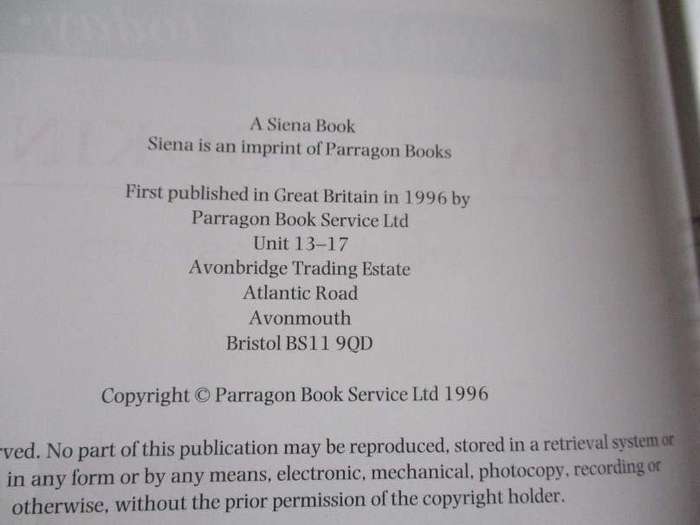 A Siena Book
Siena is an imprint of Parragon Books
First published in Great Britain in 1996 by
Parragon Book Service Ltd
Unit 13–17
Avonbridge Trading Estate
Atlantic Road
Avonmouth
Bristol BS11 9QD
Copyright © Parragon Book Service Ltd 1996
rved. No part of this publication may be reproduced, stored in a retrieval system or
in any form or by any means, electronic, mechanical, photocopy, recording or
otherwise, without the prior permission of the copyright holder.